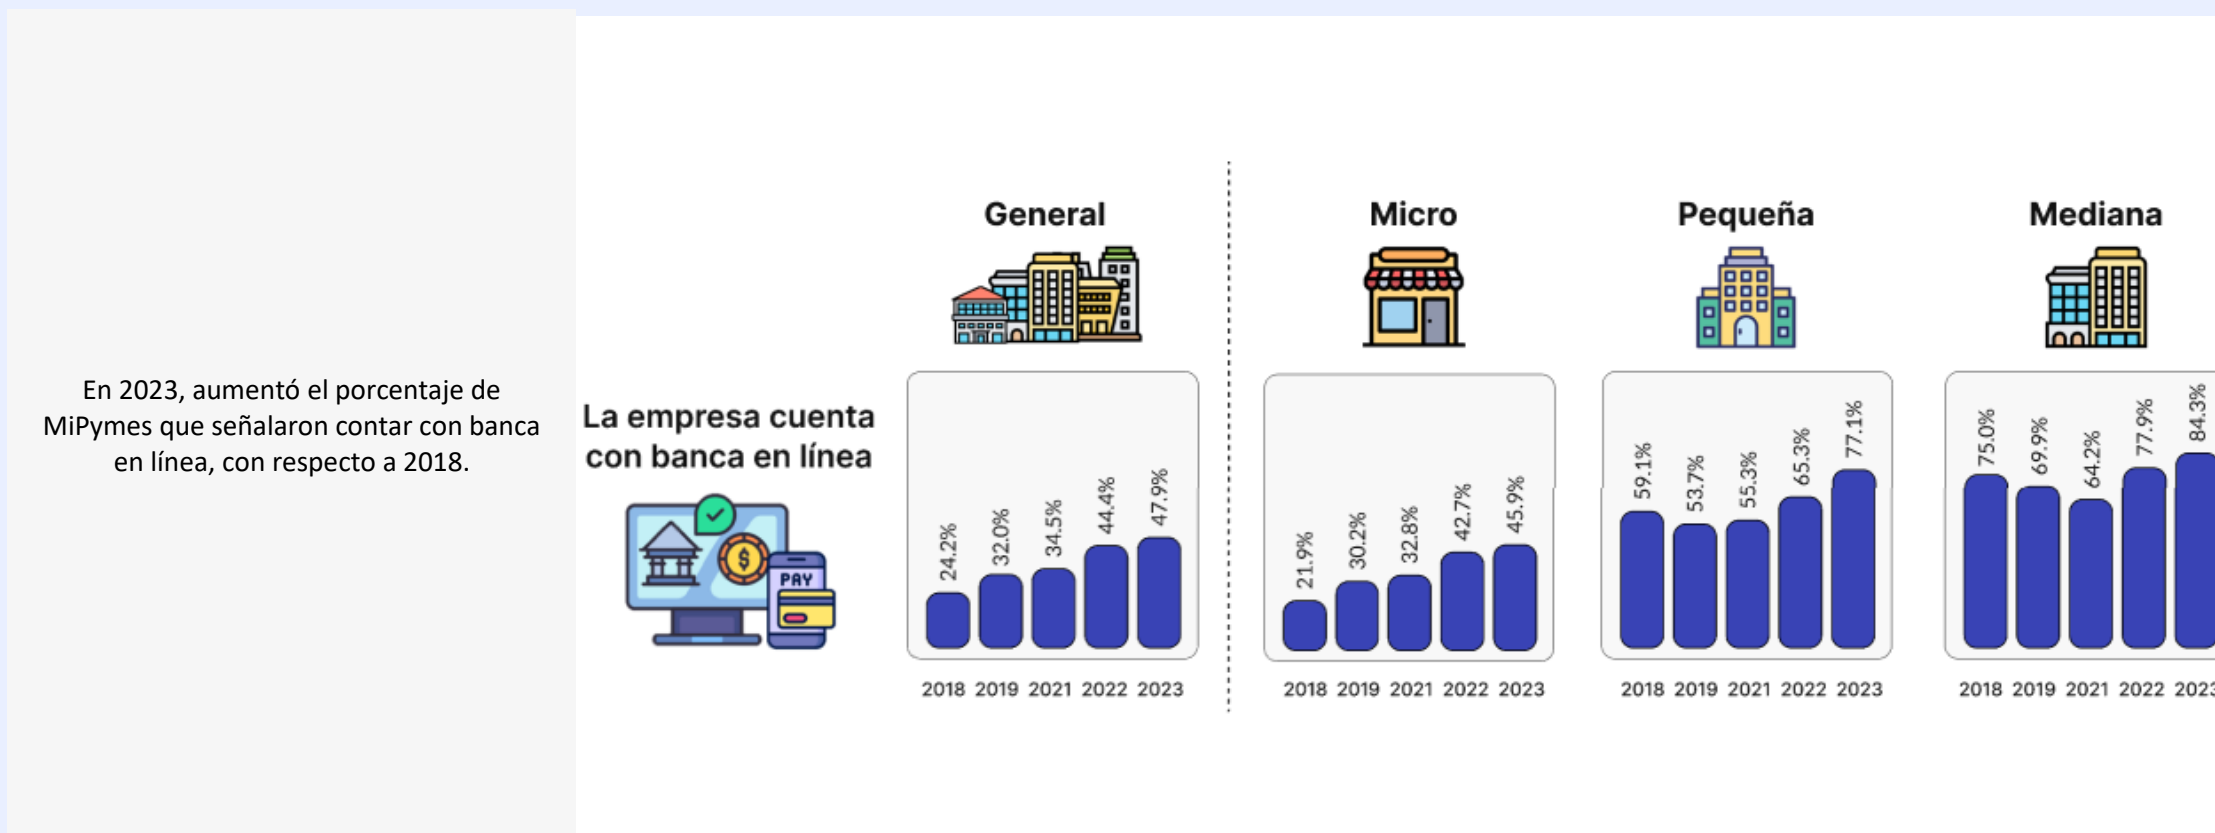 En 2023, aumentó el porcentaje de
MiPymes que señalaron contar con banca
en línea, con respecto a 2018.
La empresa cuenta
con banca en línea
PAY
$
General
24.2% 32.0% 34.5% 44.4% 47.9%
2018 2019 2021 2022 2023
Micro
21.9% 30.2% 32.8% 42.7% 45.9%
2018 2019 2021 2022 2023
Pequeña
59.1% 53.7% 55.3% 65.3% 77.1%
2018 2019 2021 2022 2023
Mediana
75.0% 69.9% 64.2% 77.9% 84.3%
2018 2019 2021 2022 2023